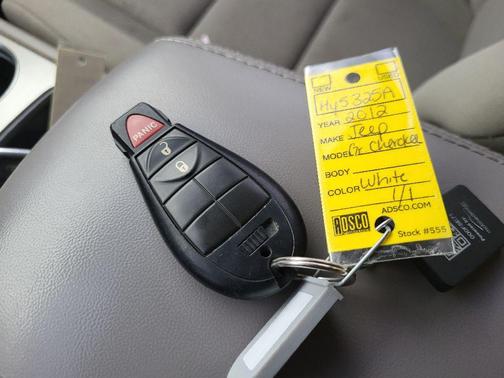 PANIC
NEW
USED
Hy5325A
YEAR 2012
MAKE Jeep
MODEL Gr Cherokee
BODY
COLOR White
1/1
ADSCO.COM
ADSCO
Stock #555